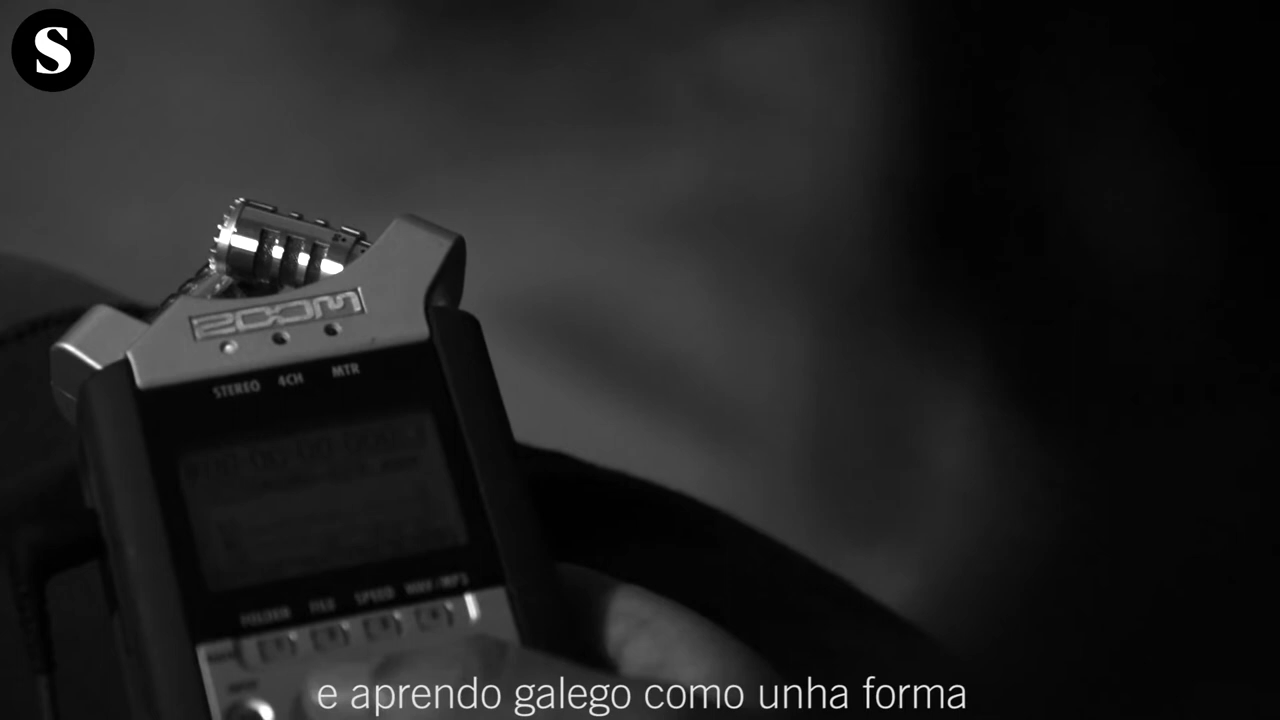 S
ZOOM
STEREO 4CH MTR
FOLDER FILE SPEED WAV/MP3
e aprendo galego como unha forma